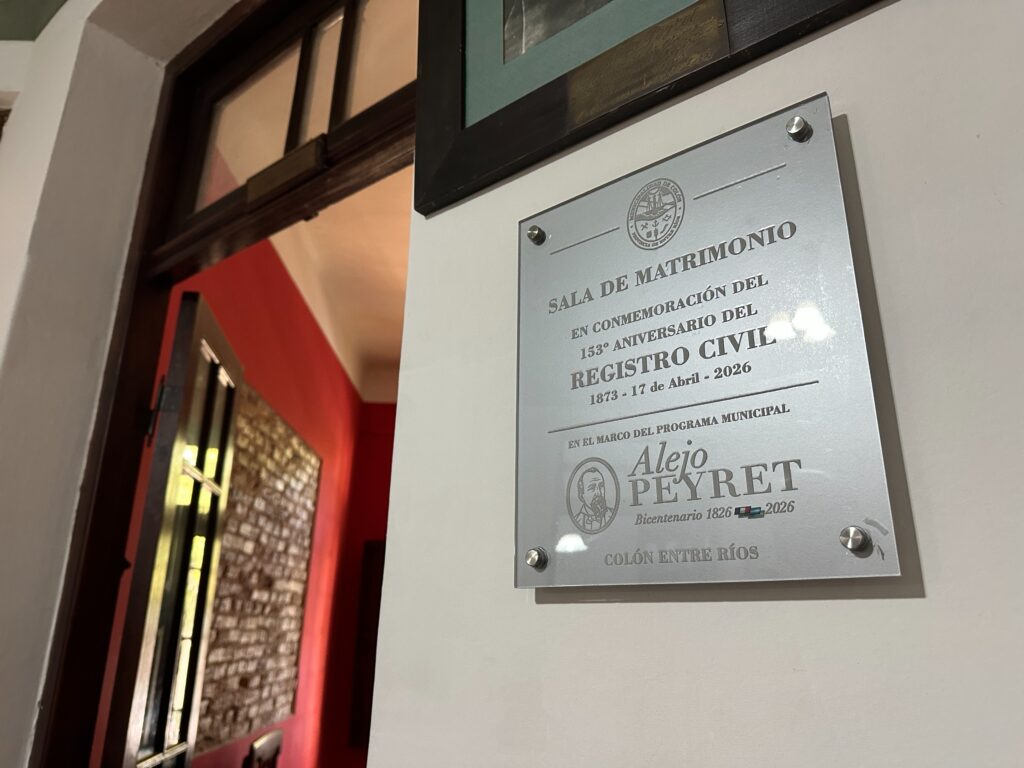 SALA DE MATRIMONIO
EN CONMEMORACIÓN DEL
153º ANIVERSARIO DEL
REGISTRO CIVIL
1873 - 17 de Abril - 2026
EN EL MARCO DEL PROGRAMA MUNICIPAL
Alejo
PEYRET
Bicentenario 1826 2026
COLÓN ENTRE RÍOS